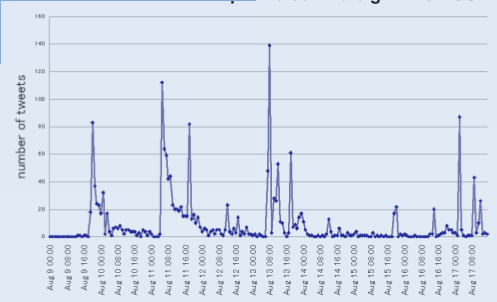 number of tweets
160
140
120
100
80
60
40
20
0
Aug 9 00:00
Aug 9 08:00
Aug 9 16:00
Aug 10 00:00
Aug 10 08:00
Aug 10 16:00
Aug 11 00:00
Aug 11 08:00
Aug 11 16:00
Aug 12 00:00
Aug 12 08:00
Aug 12 16:00
Aug 13 00:00
Aug 13 08:00
Aug 13 16:00
Aug 14 00:00
Aug 14 08:00
Aug 14 16:00
Aug 15 00:00
Aug 15 08:00
Aug 15 16:00
Aug 16 00:00
Aug 16 08:00
Aug 16 16:00
Aug 17 00:00
Aug 17 08:00